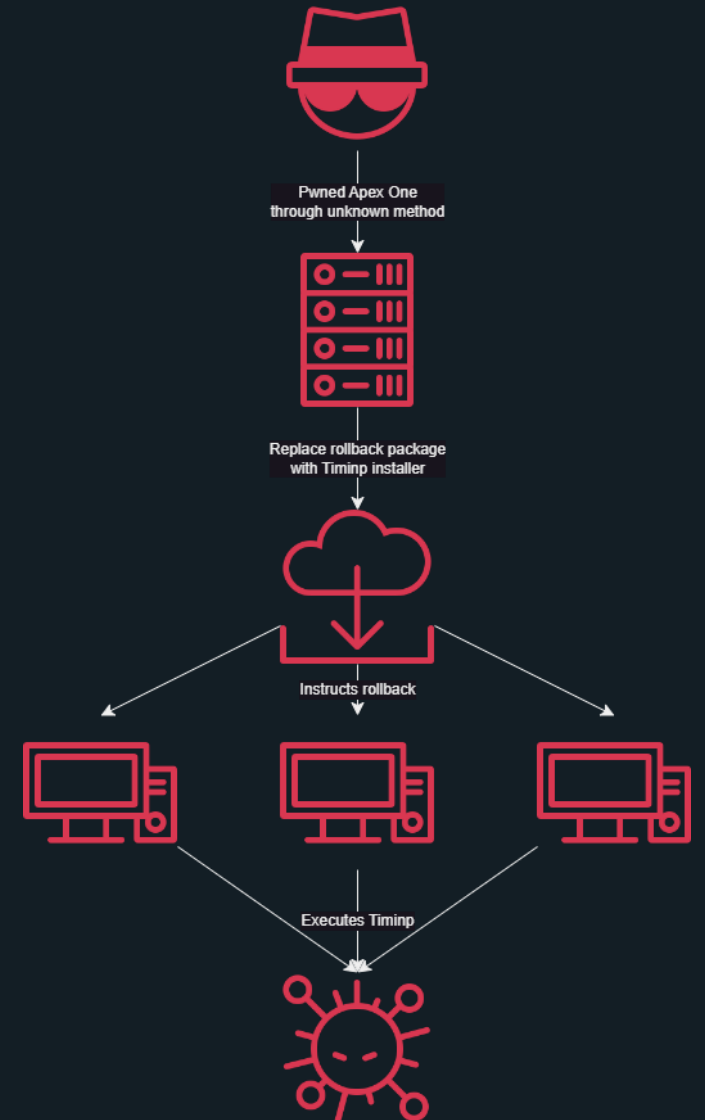 Pwned Apex One
through unknown method
Replace rollback package
with Timinp installer
Instructs rollback
Executes Timinp